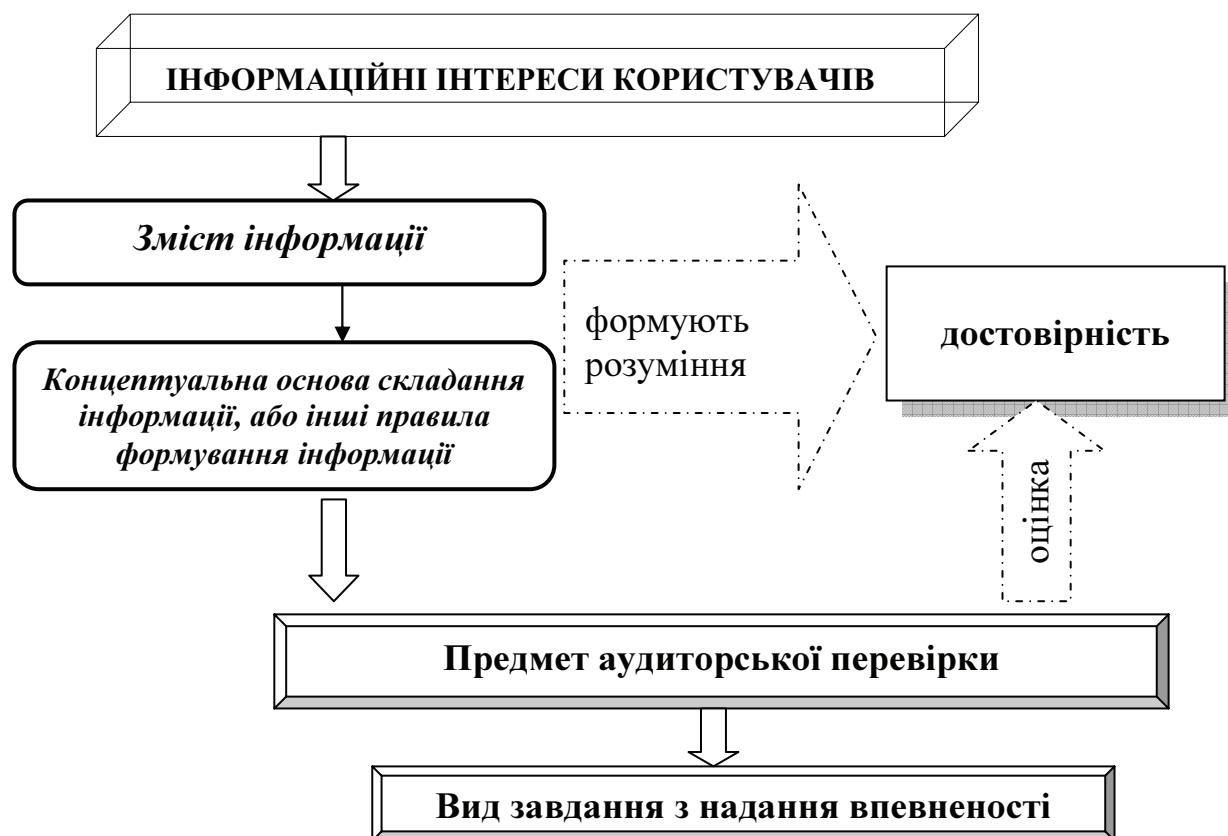 ІНФОРМАЦІЙНІ ІНТЕРЕСИ КОРИСТУВАЧІВ
Зміст інформації
формують
розуміння
достовірність
Концептуальна основа складання
інформації, або інші правила
формування інформації
оцінка
Предмет аудиторської перевірки
Вид завдання з надання впевненості